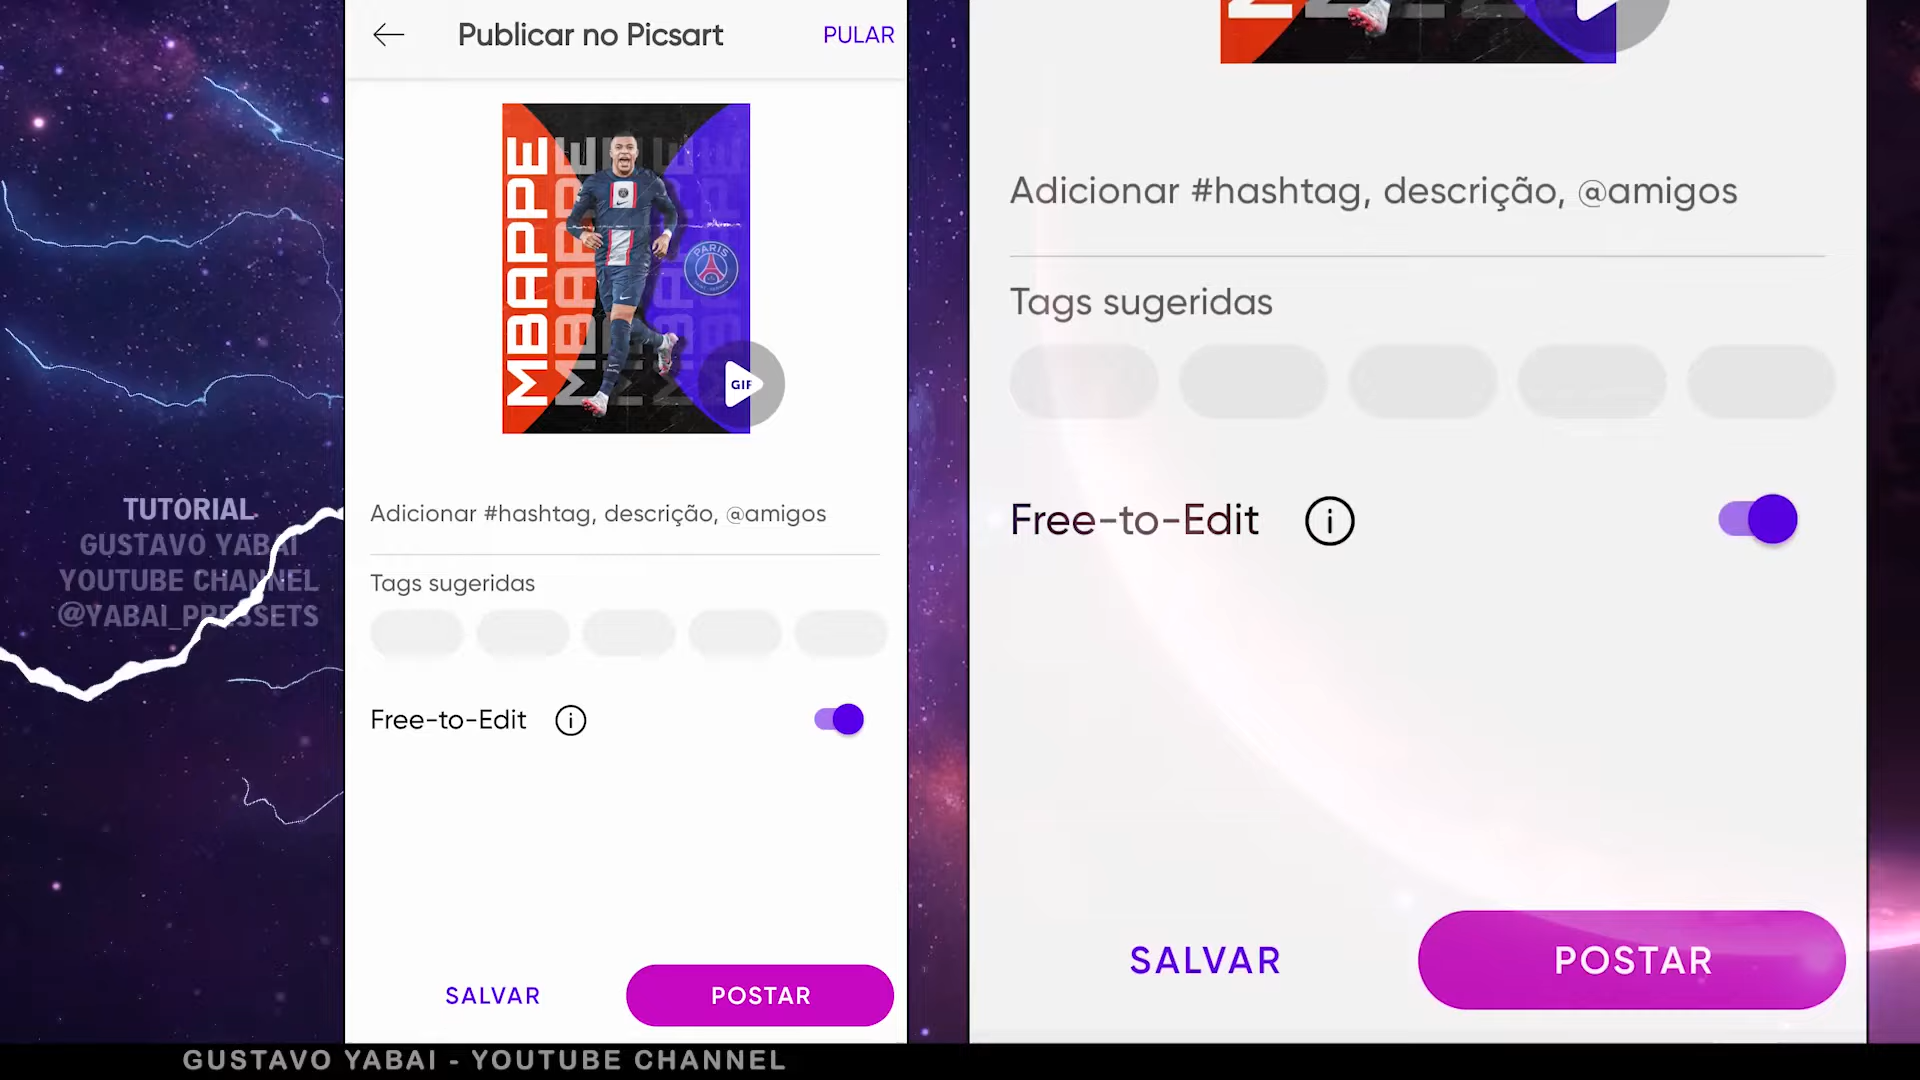 Publicar no Picsart
PULAR
MBAPPE
MBAPPE
MBAPPE
PARIS
GIF
Adicionar #hashtag, descrição, @amigos
Tags sugeridas
Free-to-Edit
SALVAR
POSTAR
Adicionar #hashtag, descrição, @amigos
Tags sugeridas
Free-to-Edit
SALVAR
POSTAR
TUTORIAL
GUSTAVO YABAI
YOUTUBE CHANNEL
@YABAI_PRESSETS
GUSTAVO YABAI - YOUTUBE CHANNEL